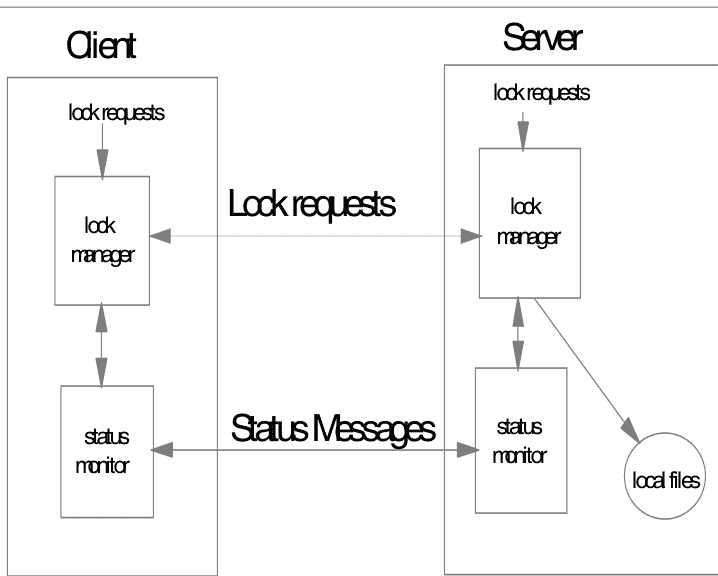 Client
Server
lock requests
lock requests
Lock requests
lock
manager
lock
manager
Status Messages
status
monitor
status
monitor
local files